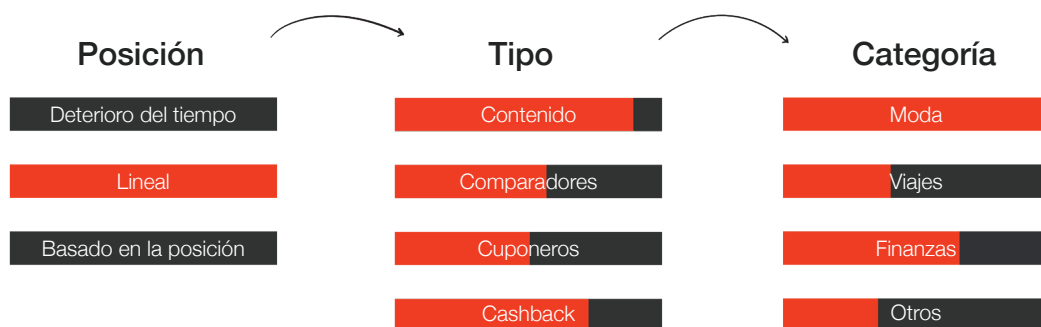 Posición
Deterioro del tiempo
Lineal
Basado en la posición
Tipo
Contenido
Comparadores
Cuponeros
Cashback
Categoría
Moda
Viajes
Finanzas
Otros